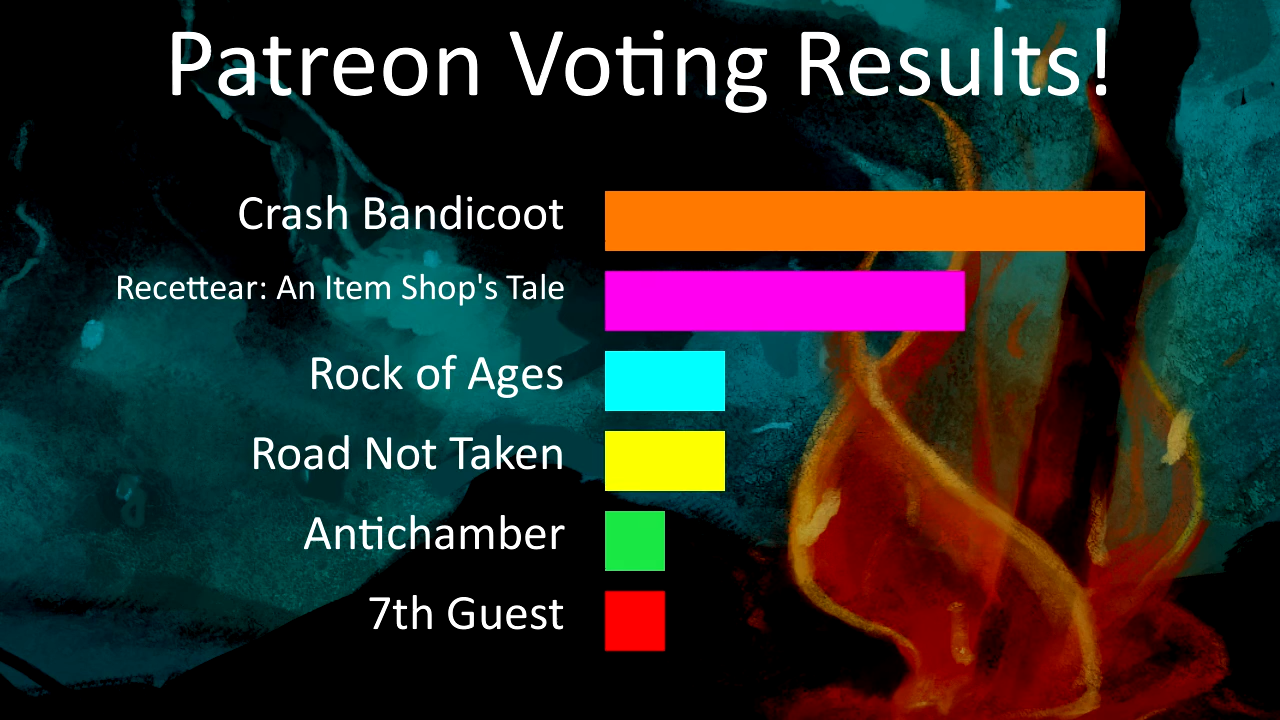 Patreon Voting Results!
Crash Bandicoot
Recettear: An Item Shop's Tale
Rock of Ages
Road Not Taken
Antichamber
7th Guest